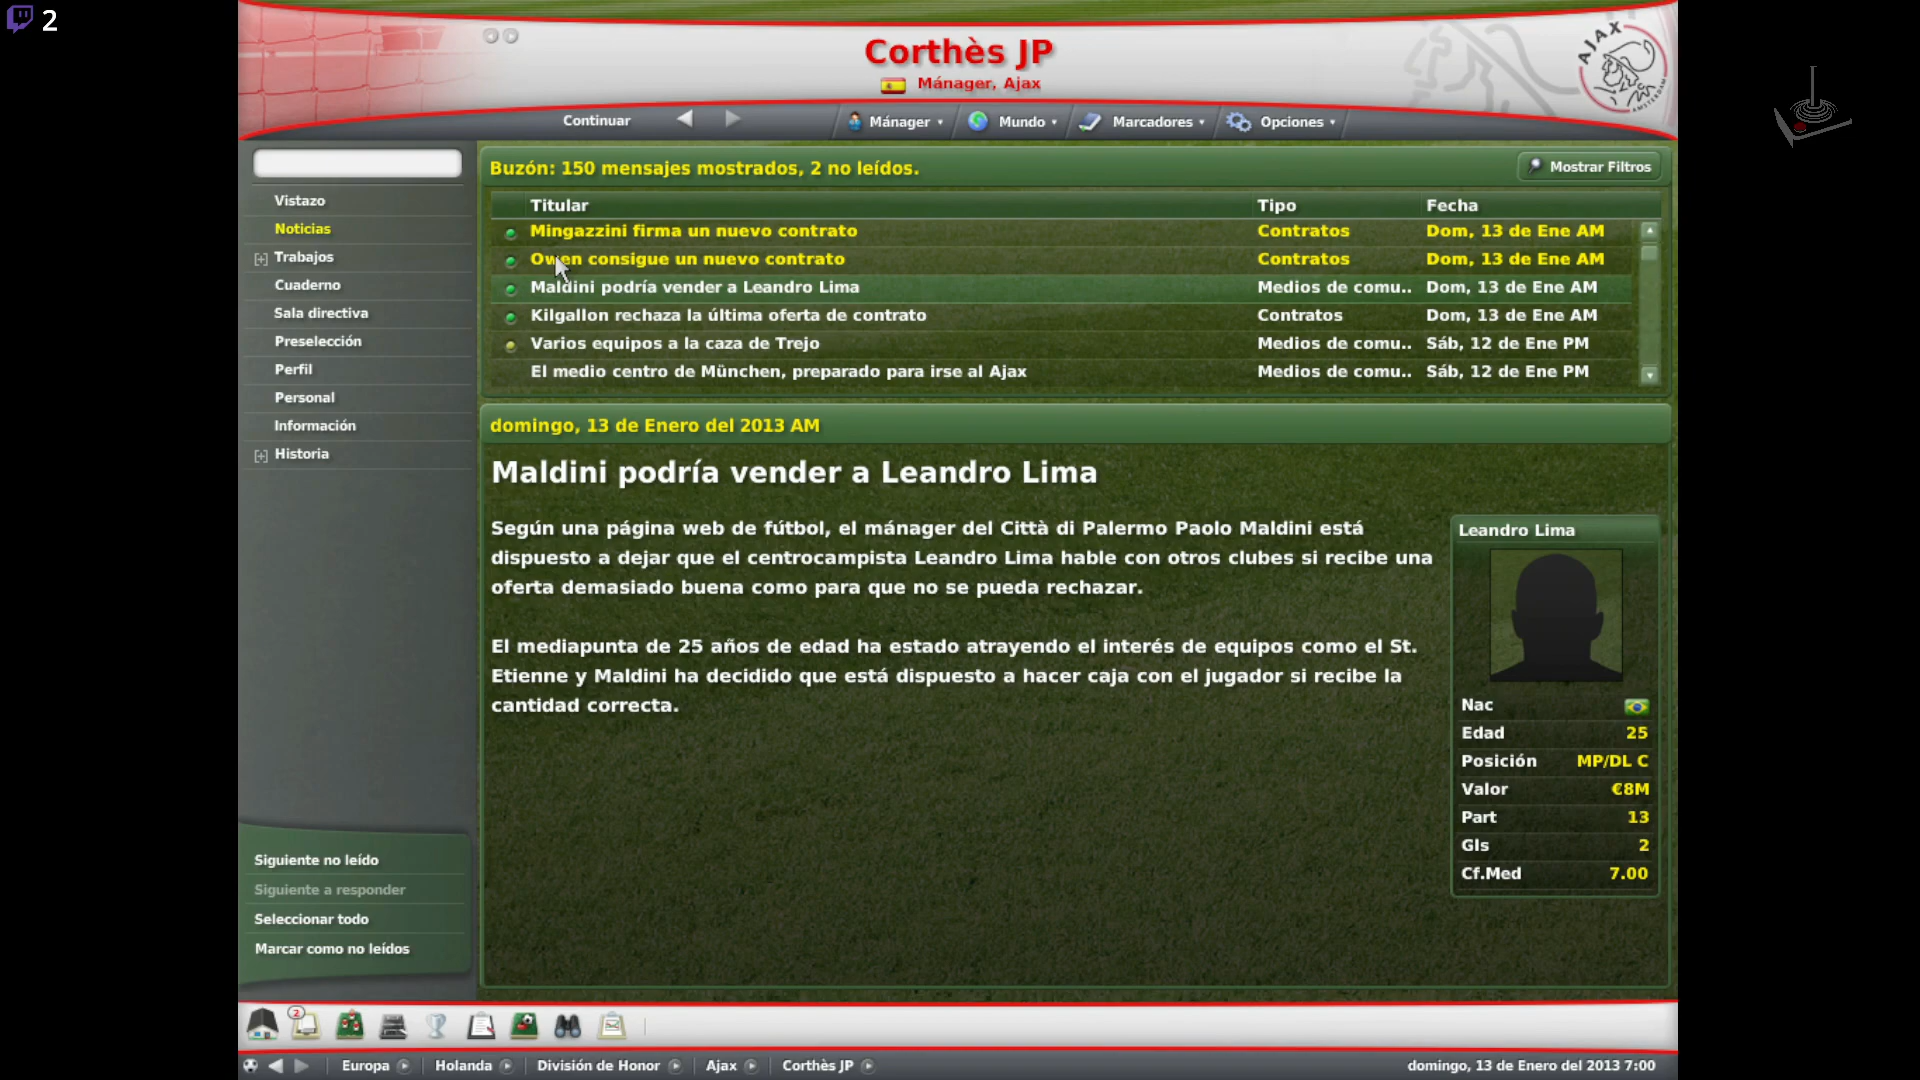 2
Corthès JP
Mánager, Ajax
AJAX
Continuar
Mánager
Mundo
Marcadores
Opciones
Vistazo
Noticias
[+] Trabajos
Cuaderno
Sala directiva
Preselección
Perfil
Personal
Información
[+] Historia
Buzón: 150 mensajes mostrados, 2 no leídos.
Mostrar Filtros
Titular Tipo Fecha
Mingazzini firma un nuevo contrato Contratos Dom, 13 de Ene AM
Owen consigue un nuevo contrato Contratos Dom, 13 de Ene AM
Maldini podría vender a Leandro Lima Medios de comu.. Dom, 13 de Ene AM
Kilgallon rechaza la última oferta de contrato Contratos Dom, 13 de Ene AM
Varios equipos a la caza de Trejo Medios de comu.. Sáb, 12 de Ene PM
El medio centro de München, preparado para irse al Ajax Medios de comu.. Sáb, 12 de Ene PM
domingo, 13 de Enero del 2013 AM
Maldini podría vender a Leandro Lima
Según una página web de fútbol, el mánager del Città di Palermo Paolo Maldini está
dispuesto a dejar que el centrocampista Leandro Lima hable con otros clubes si recibe una
oferta demasiado buena como para que no se pueda rechazar.
El mediapunta de 25 años de edad ha estado atrayendo el interés de equipos como el St.
Etienne y Maldini ha decidido que está dispuesto a hacer caja con el jugador si recibe la
cantidad correcta.
Leandro Lima
Nac
Edad 25
Posición MP/DL C
Valor €8M
Part 13
Gls 2
Cf.Med 7.00
Siguiente no leído
Siguiente a responder
Seleccionar todo
Marcar como no leídos
2
Europa
Holanda
División de Honor
Ajax
Corthès JP
domingo, 13 de Enero del 2013 7:00